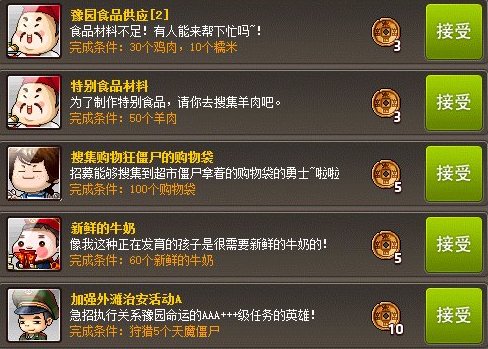 豫园食品供应[2]
食品材料不足！有人能来帮下忙吗~！
完成条件：30个鸡肉，10个糯米
3
接受
特别食品材料
为了制作特别食品，请你去搜集羊肉吧。
完成条件：50个羊肉
3
接受
搜集购物狂僵尸的购物袋
招募能够搜集到超市僵尸拿着的购物袋的勇士~啦啦
完成条件：100个购物袋
5
接受
新鲜的牛奶
像我这种正在发育的孩子是很需要新鲜的牛奶的！
完成条件：60个新鲜的牛奶
5
接受
加强外滩治安活动A
急招执行关系豫园命运的AAA+++级任务的英雄！
完成条件：狩猎5个天魔僵尸
10
接受